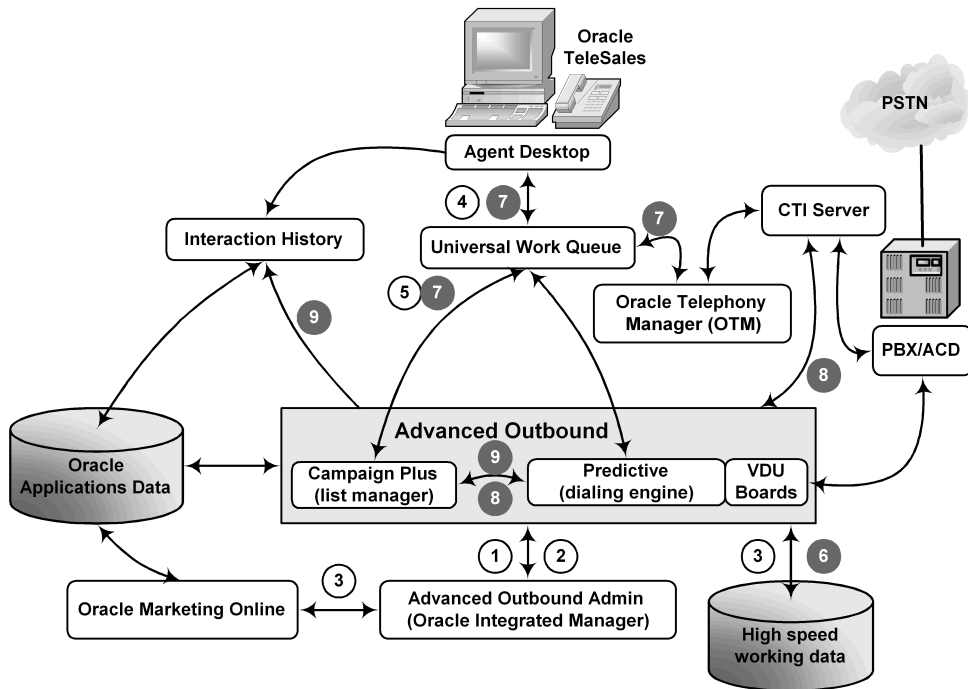 Oracle
TeleSales
PSTN
Agent Desktop
4 7
7
CTI Server
Interaction History
Universal Work Queue
5 7
Oracle Telephony
Manager (OTM)
9
PBX/ACD
8
Advanced Outbound
Oracle
Applications Data
Campaign Plus
(list manager)
9
8
Predictive
(dialing engine)
VDU
Boards
1 2
3 6
3
Oracle Marketing Online
Advanced Outbound Admin
(Oracle Integrated Manager)
High speed
working data